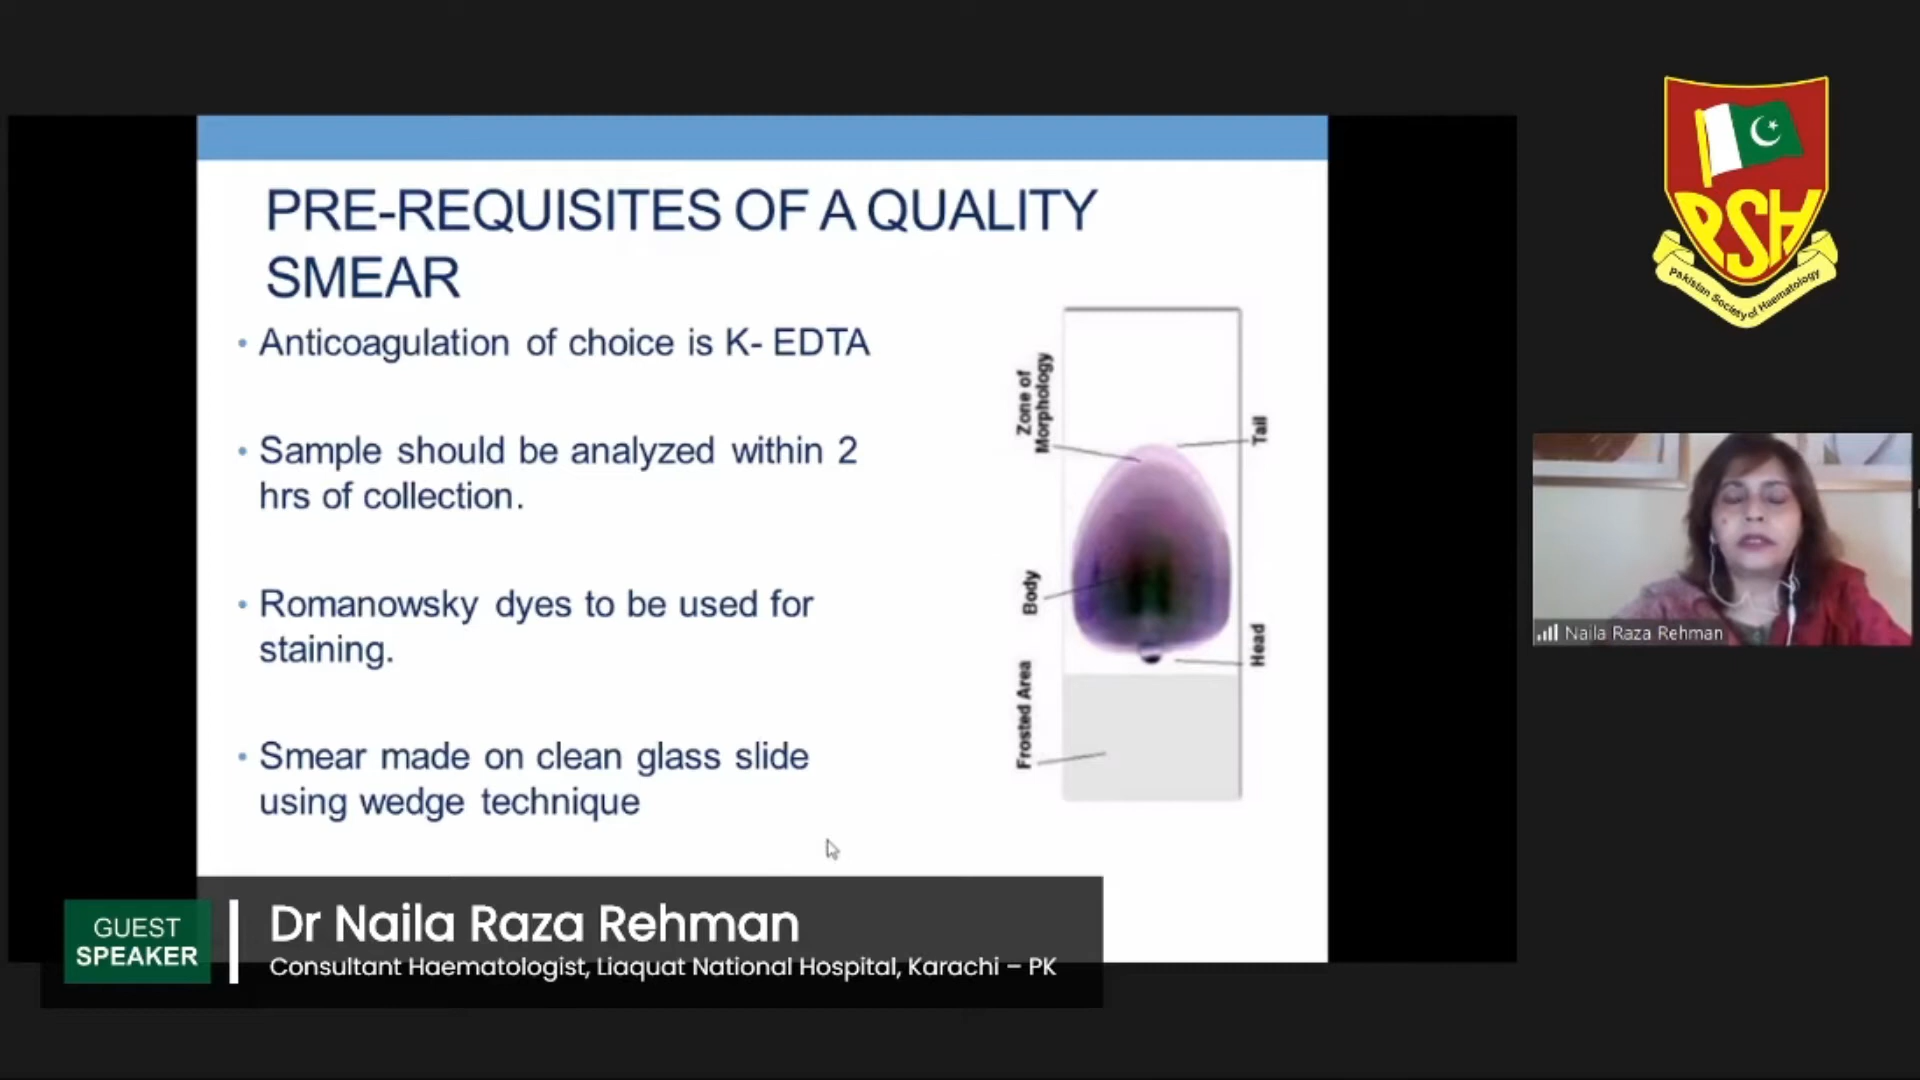 PRE-REQUISITES OF A QUALITY
SMEAR
• Anticoagulation of choice is K- EDTA
• Sample should be analyzed within 2
hrs of collection.
• Romanowsky dyes to be used for
staining.
• Smear made on clean glass slide
using wedge technique
Zone of
Morphology
Tail
Body
Head
Frosted Area
PSH
Pakistan Society of Haematology
Naila Raza Rehman
GUEST
SPEAKER
Dr Naila Raza Rehman
Consultant Haematologist, Liaquat National Hospital, Karachi – PK